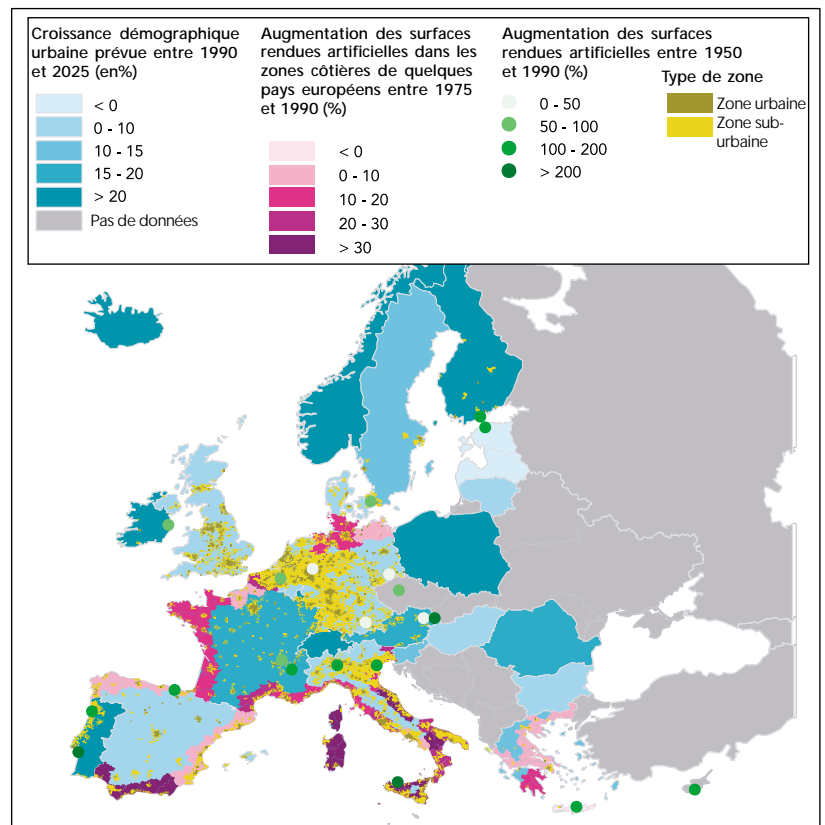 Croissance démographique
urbaine prévue entre 1990
et 2025 (en%)
< 0
0 - 10
10 - 15
15 - 20
> 20
Pas de données
Augmentation des surfaces
rendues artificielles dans les
zones côtières de quelques
pays européens entre 1975
et 1990 (%)
< 0
0 - 10
10 - 20
20 - 30
> 30
Augmentation des surfaces
rendues artificielles entre 1950
et 1990 (%)
0 - 50
50 - 100
100 - 200
> 200
Type de zone
Zone urbaine
Zone sub-
urbaine